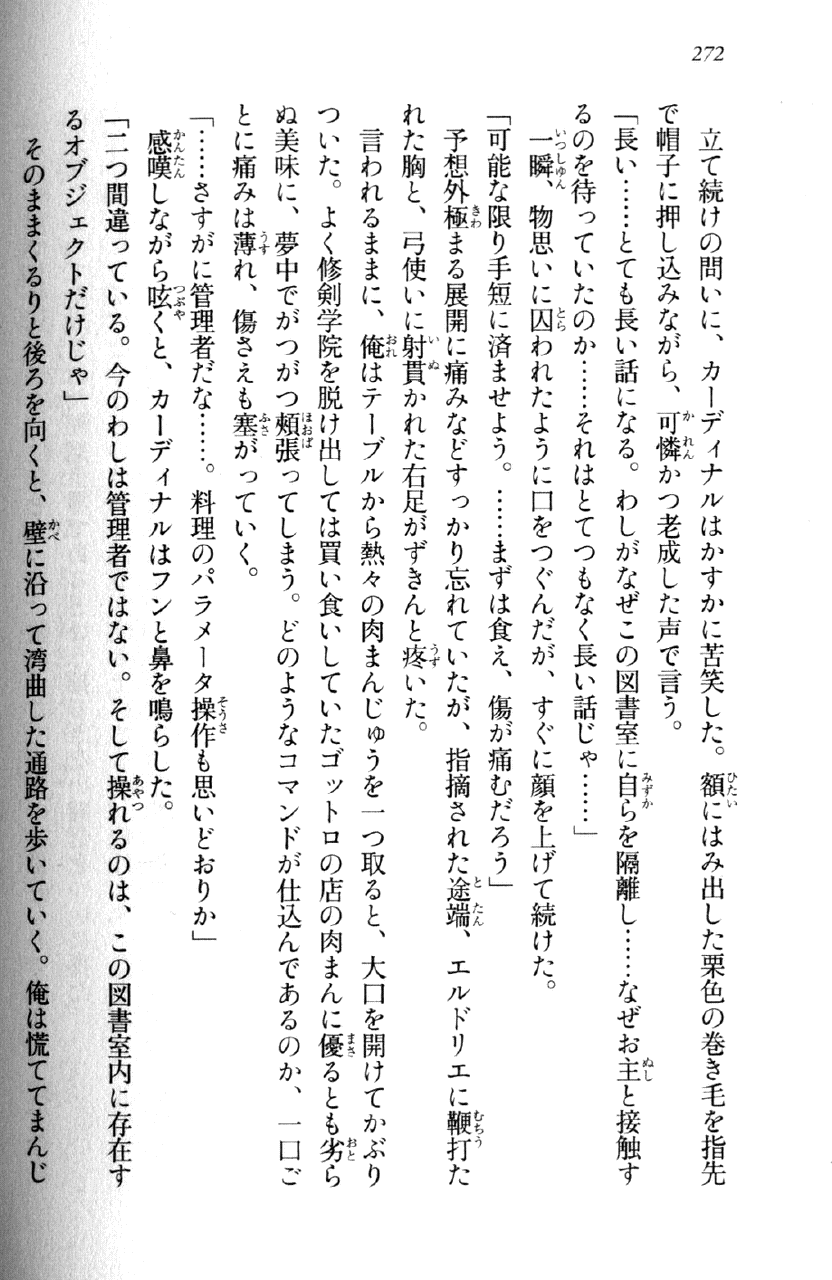 272
立て続けの問いに、カーディナルはかすかに苦笑した。額にはみ出した栗色の巻き毛を指先
で帽子に押し込みながら、可憐かつ老成した声で言う。
「長い……とても長い話になる。わしがなぜこの図書室に自らを隔離し……なぜお主と接触す
るのを待っていたのか……それはとてつもなく長い話じゃ……」
一瞬、物思いに囚われたように口をつぐんだが、すぐに顔を上げて続けた。
「可能な限り手短に済ませよう。……まずは食え、傷が痛むだろう」
予想外極まる展開に痛みなどすっかり忘れていたが、指摘された途端、エルドリエに鞭打た
れた胸と、弓使いに射貫かれた右足がずきんと疼いた。
言われるままに、俺はテーブルから熱々の肉まんじゅうを一つ取ると、大口を開けてかぶり
ついた。よく修剣学院を脱け出しては買い食いしていたゴットロの店の肉まんに優るとも劣ら
ぬ美味に、夢中でがつがつ頬張ってしまう。どのようなコマンドが仕込んであるのか、一口ご
とに痛みは薄れ、傷さえも塞がっていく。
「……さすがに管理者だな……。料理のパラメータ操作も思いどおりか」
感嘆しながら呟くと、カーディナルはフンと鼻を鳴らした。
「二つ間違っている。今のわしは管理者ではない。そして操れるのは、この図書室内に存在す
るオブジェクトだけじゃ」
そのままくるりと後ろを向くと、壁に沿って湾曲した通路を歩いていく。俺は慌ててまんじ